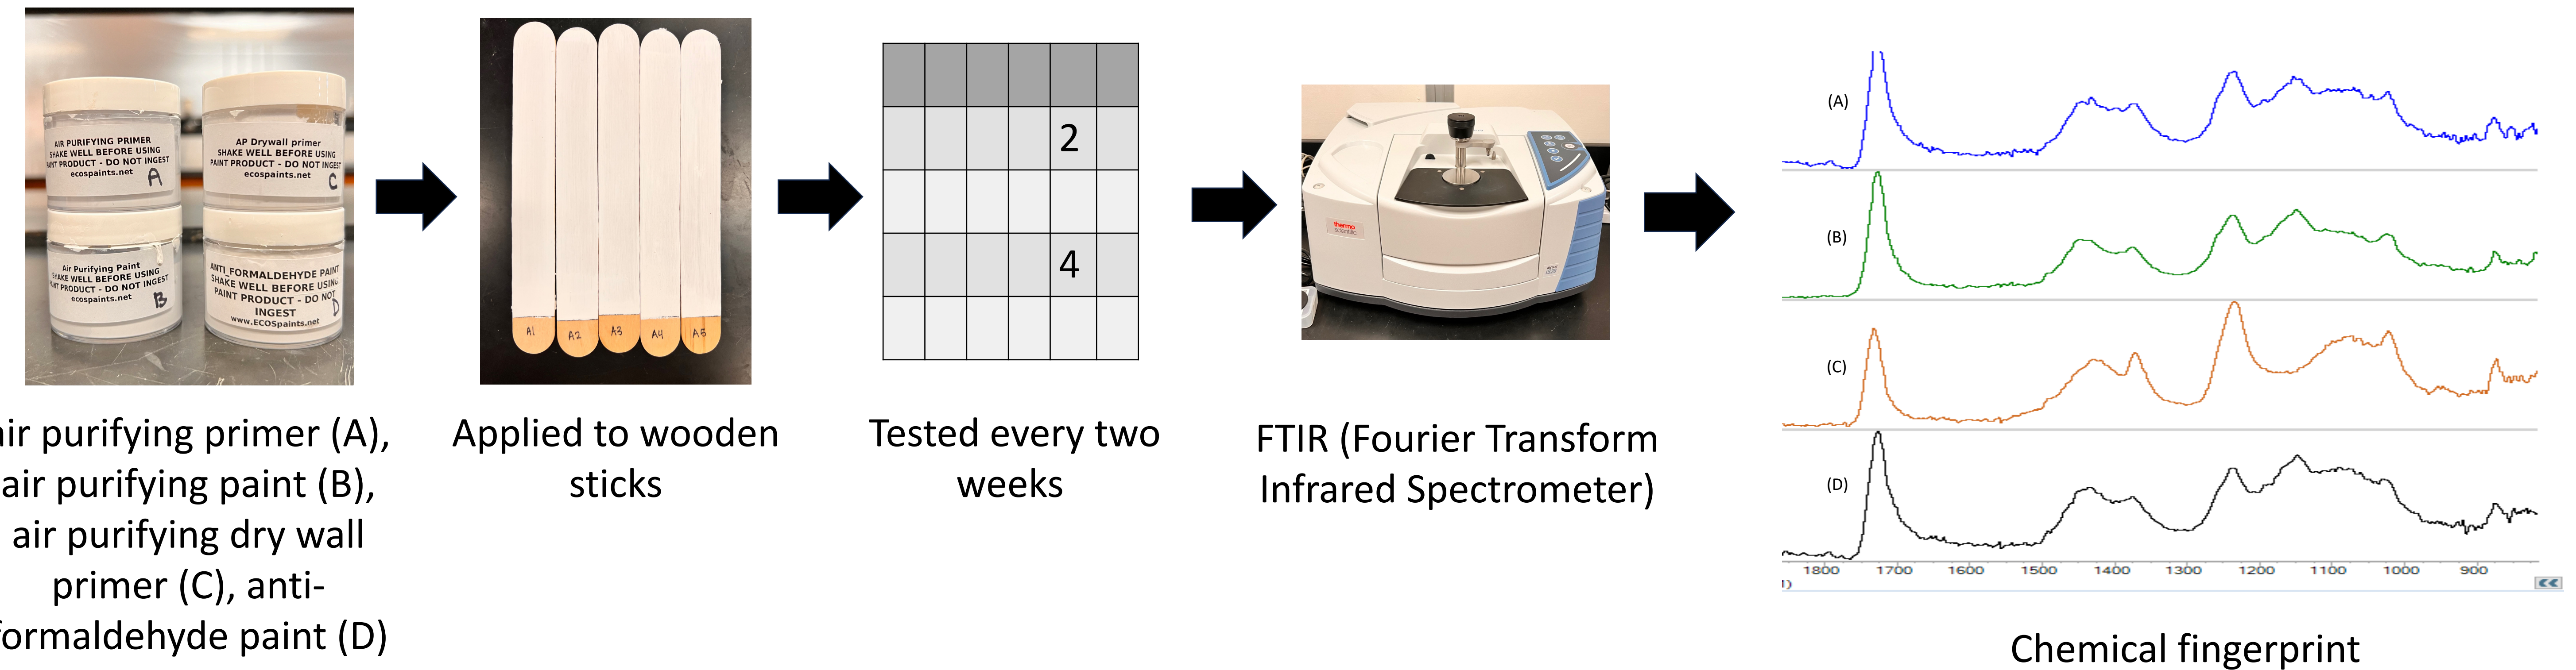 AIR PURIFYING PRIMER
SHAKE WELL BEFORE USING
PAINT PRODUCT - DO NOT INGEST
ecospaints.net
A
AP Drywall primer
SHAKE WELL BEFORE USING
PAINT PRODUCT - DO NOT INGEST
ecospaints.net
C
Air Purifying Paint
SHAKE WELL BEFORE USING
PAINT PRODUCT - DO NOT INGEST
ecospaints.net
B
ANTI_FORMALDEHYDE PAINT
SHAKE WELL BEFORE USING
PAINT PRODUCT - DO NOT
INGEST
www.ECOSpaints.net
D
air purifying primer (A),
air purifying paint (B),
air purifying dry wall
primer (C), anti-
formaldehyde paint (D)
A1 A2 A3 A4 A5
Applied to wooden
sticks
2
4
Tested every two
weeks
thermo
scientific
FTIR (Fourier Transform
Infrared Spectrometer)
(A)
(B)
(C)
(D)
1800 1700 1600 1500 1400 1300 1200 1100 1000 900
Chemical fingerprint